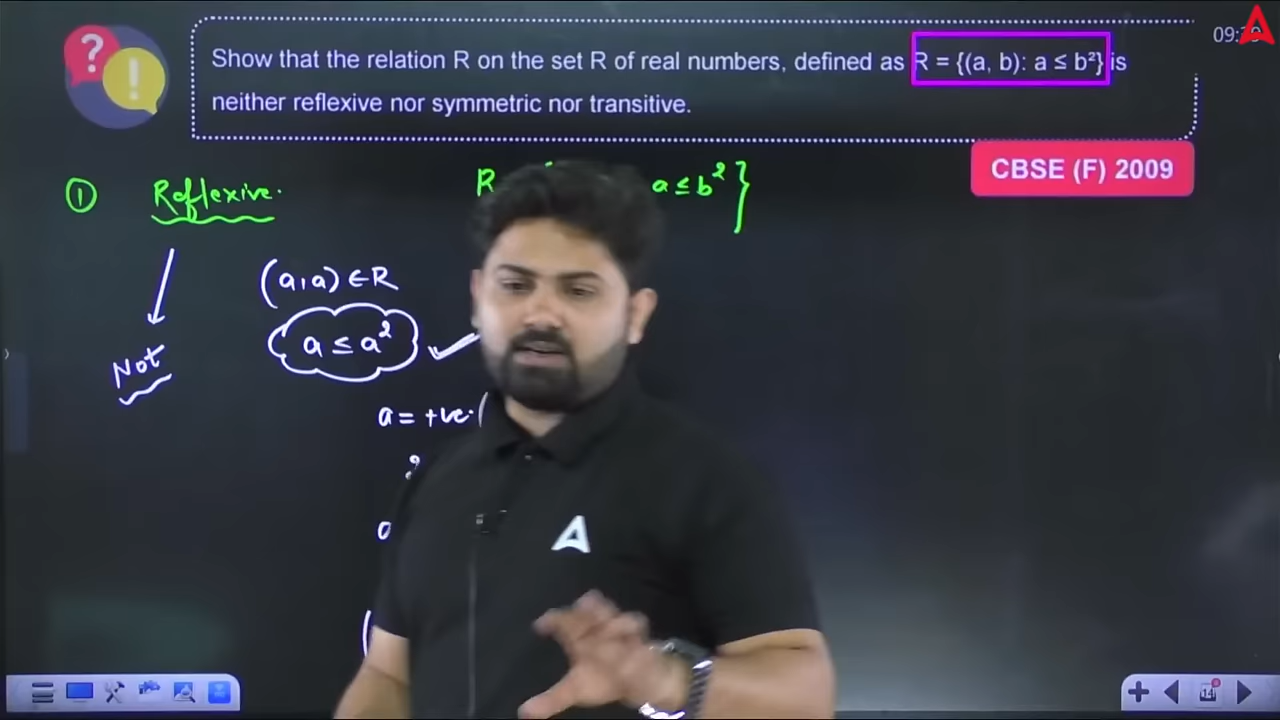 Show that the relation R on the set R of real numbers, defined as R = {(a, b): a ≤ b²} is
neither reflexive nor symmetric nor transitive.
CBSE (F) 2009
① Reflexive.
R a ≤ b² }
(a,a) ∈ R
a ≤ a²
Not
a = +ve. (
14